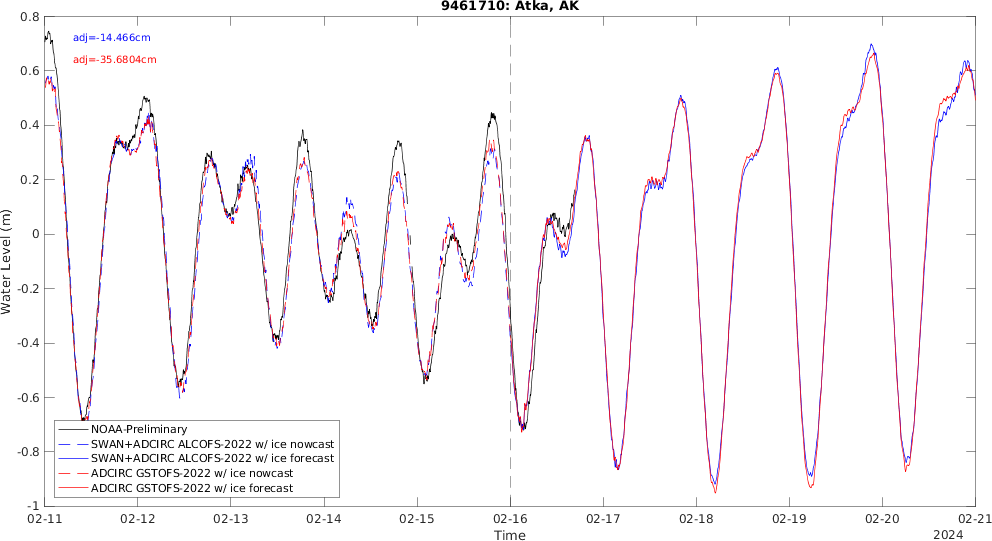 9461710: Atka, AK
adj=-14.466cm
adj=-35.6804cm
0.8
0.6
0.4
0.2
0
-0.2
-0.4
-0.6
-0.8
-1
Water Level (m)
NOAA-Preliminary
SWAN+ADCIRC ALCOFS-2022 w/ ice nowcast
SWAN+ADCIRC ALCOFS-2022 w/ ice forecast
ADCIRC GSTOFS-2022 w/ ice nowcast
ADCIRC GSTOFS-2022 w/ ice forecast
02-11 02-12 02-13 02-14 02-15 02-16 02-17 02-18 02-19 02-20 02-21
Time
2024